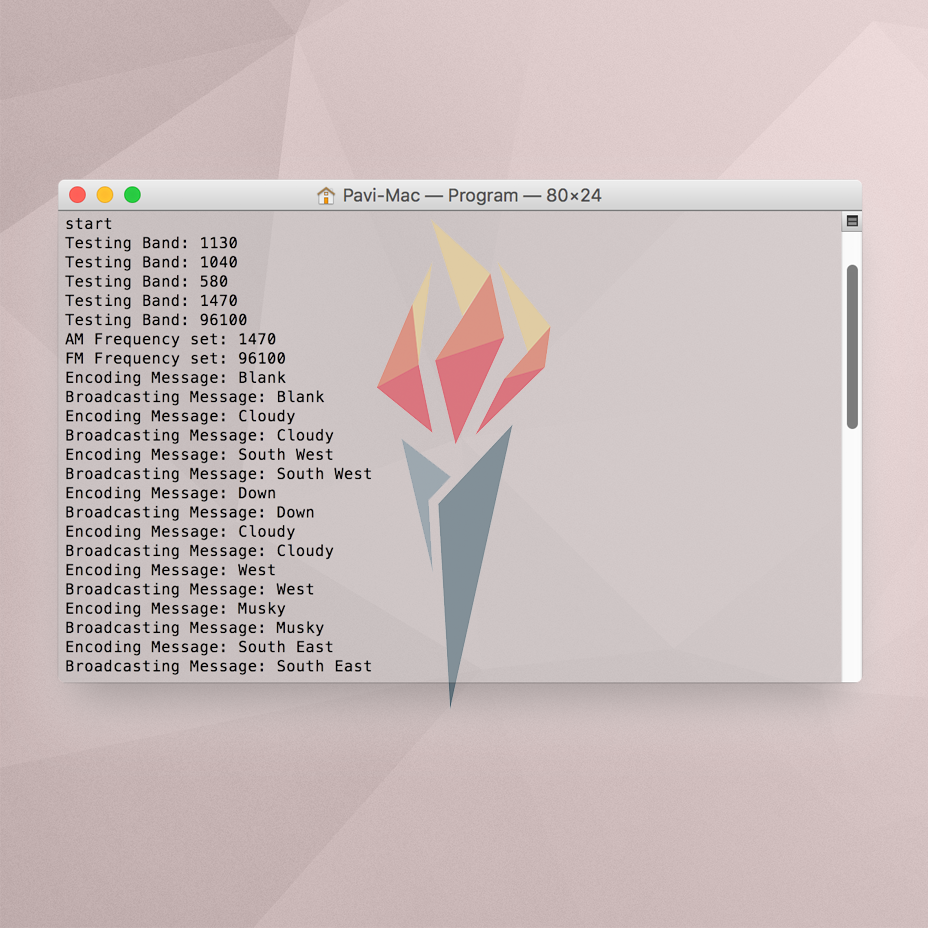 Pavi-Mac — Program — 80×24
start
Testing Band: 1130
Testing Band: 1040
Testing Band: 580
Testing Band: 1470
Testing Band: 96100
AM Frequency set: 1470
FM Frequency set: 96100
Encoding Message: Blank
Broadcasting Message: Blank
Encoding Message: Cloudy
Broadcasting Message: Cloudy
Encoding Message: South West
Broadcasting Message: South West
Encoding Message: Down
Broadcasting Message: Down
Encoding Message: Cloudy
Broadcasting Message: Cloudy
Encoding Message: West
Broadcasting Message: West
Encoding Message: Musky
Broadcasting Message: Musky
Encoding Message: South East
Broadcasting Message: South East